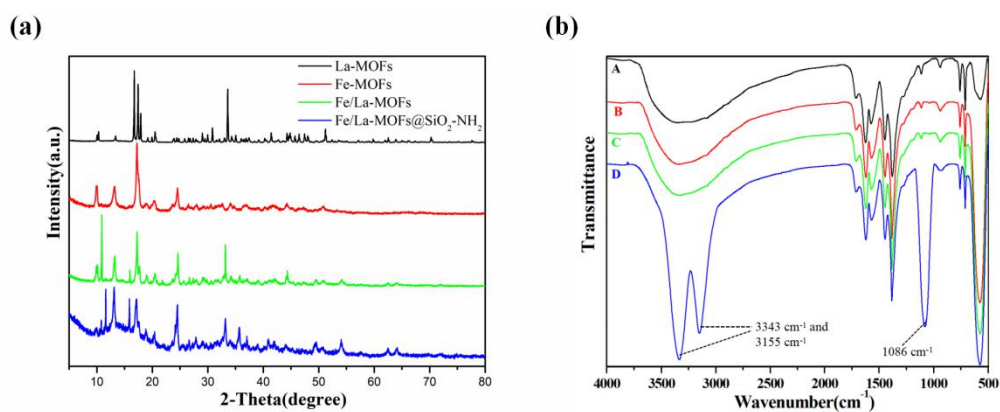 (a)
La-MOFs
Fe-MOFs
Fe/La-MOFs
Fe/La-MOFs@SiO₂-NH₂
Intensity(a.u.)
10 20 30 40 50 60 70 80
2-Theta(degree)
(b)
A
B
C
D
Transmittance
3343 cm⁻¹ and
3155 cm⁻¹
1086 cm⁻¹
4000 3500 3000 2500 2000 1500 1000 500
Wavenumber(cm⁻¹)